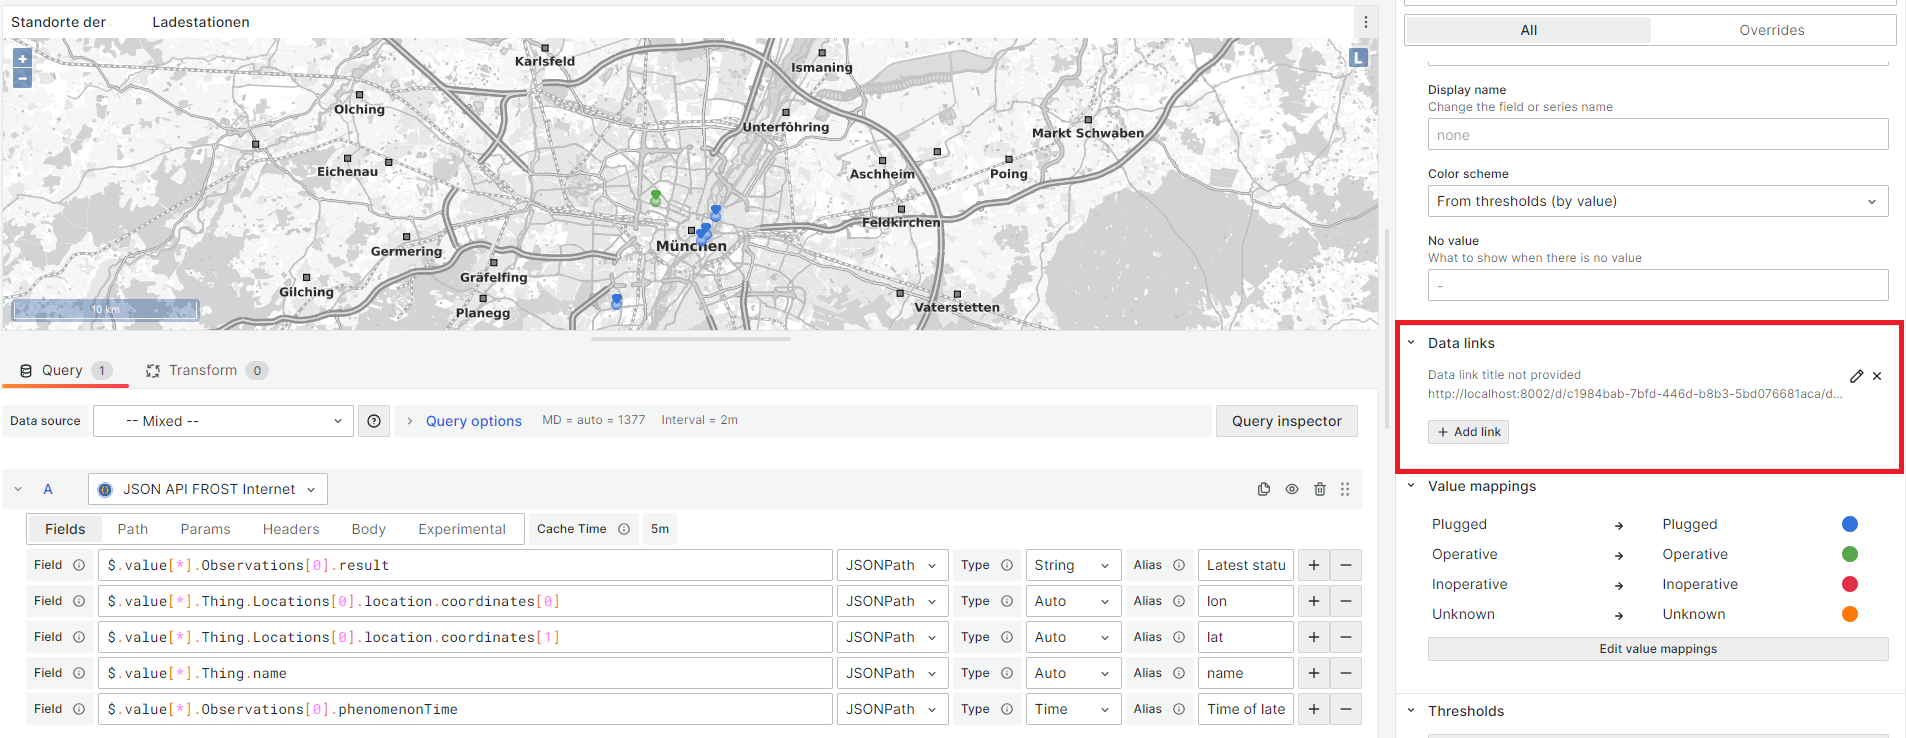 Standorte der Ladestationen
+
−
L
Karlsfeld
Ismaning
Olching
Unterföhring
Markt Schwaben
Eichenau
Aschheim
Poing
Feldkirchen
Germering
München
Gräfelfing
Gilching
Planegg
Vaterstetten
10 km
Query 1
Transform 0
Data source
-- Mixed --
Query options MD = auto = 1377 Interval = 2m
Query inspector
A JSON API FROST Internet
Fields Path Params Headers Body Experimental Cache Time 5m
Field $.value[*].Observations[0].result JSONPath Type String Alias Latest statu + −
Field $.value[*].Thing.Locations[0].location.coordinates[0] JSONPath Type Auto Alias lon + −
Field $.value[*].Thing.Locations[0].location.coordinates[1] JSONPath Type Auto Alias lat + −
Field $.value[*].Thing.name JSONPath Type Auto Alias name + −
Field $.value[*].Observations[0].phenomenonTime JSONPath Type Time Alias Time of late + −
All Overrides
Display name
Change the field or series name
none
Color scheme
From thresholds (by value)
No value
What to show when there is no value
-
Data links
Data link title not provided
http://localhost:8002/d/c1984bab-7bfd-446d-b8b3-5bd076681aca/d...
+ Add link
Value mappings
Plugged → Plugged
Operative → Operative
Inoperative → Inoperative
Unknown → Unknown
Edit value mappings
Thresholds